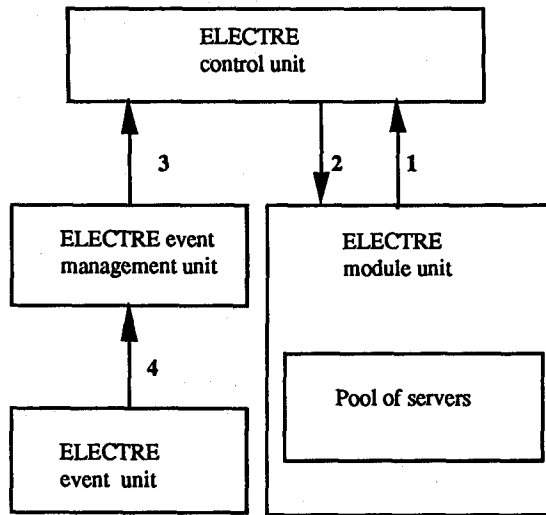 ELECTRE
control unit
3
2
1
ELECTRE event
management unit
ELECTRE
module unit
4
Pool of servers
ELECTRE
event unit